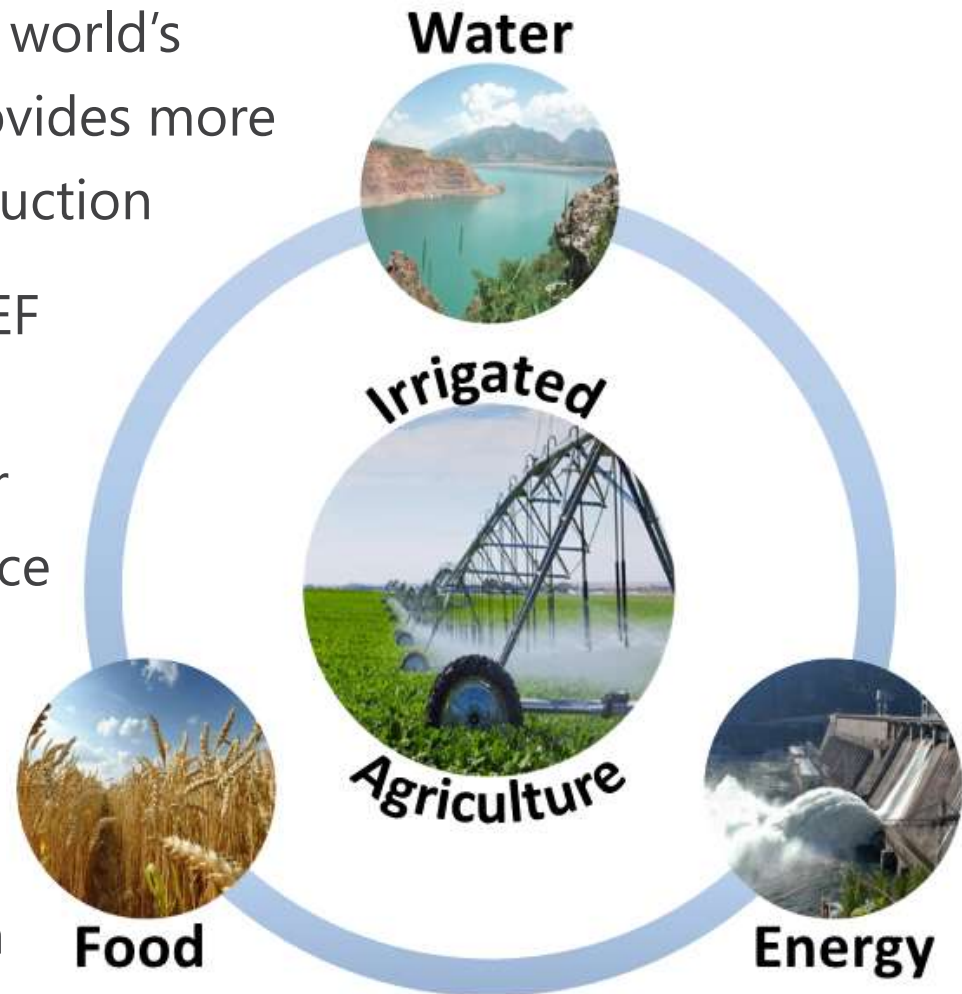 world's
Water
ovides more
uction
EF
Irrigated
r
ce
Agriculture
Food
Energy